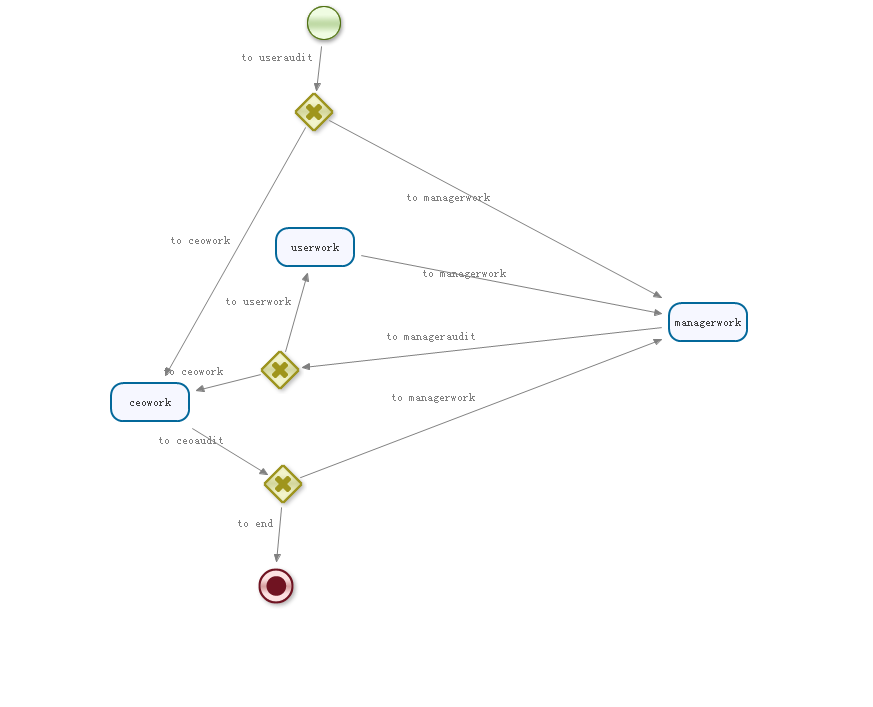 to useraudit
to managerwork
to ceowork
userwork
to managerwork
to userwork
managerwork
to manageraudit
to ceowork
to managerwork
ceowork
to ceoaudit
to end